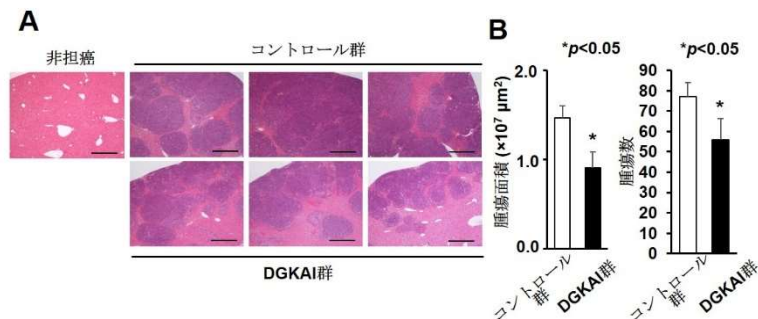 A
非担癌
コントロール群
DGKAI群
B
*p<0.05
腫瘍面積 (×10⁷ μm²)
2.0
1.0
0.0
*
コントロール
群
DGKAI群
*p<0.05
腫瘍数
90
80
70
60
50
40
30
20
10
0
*
コントロール
群
DGKAI群